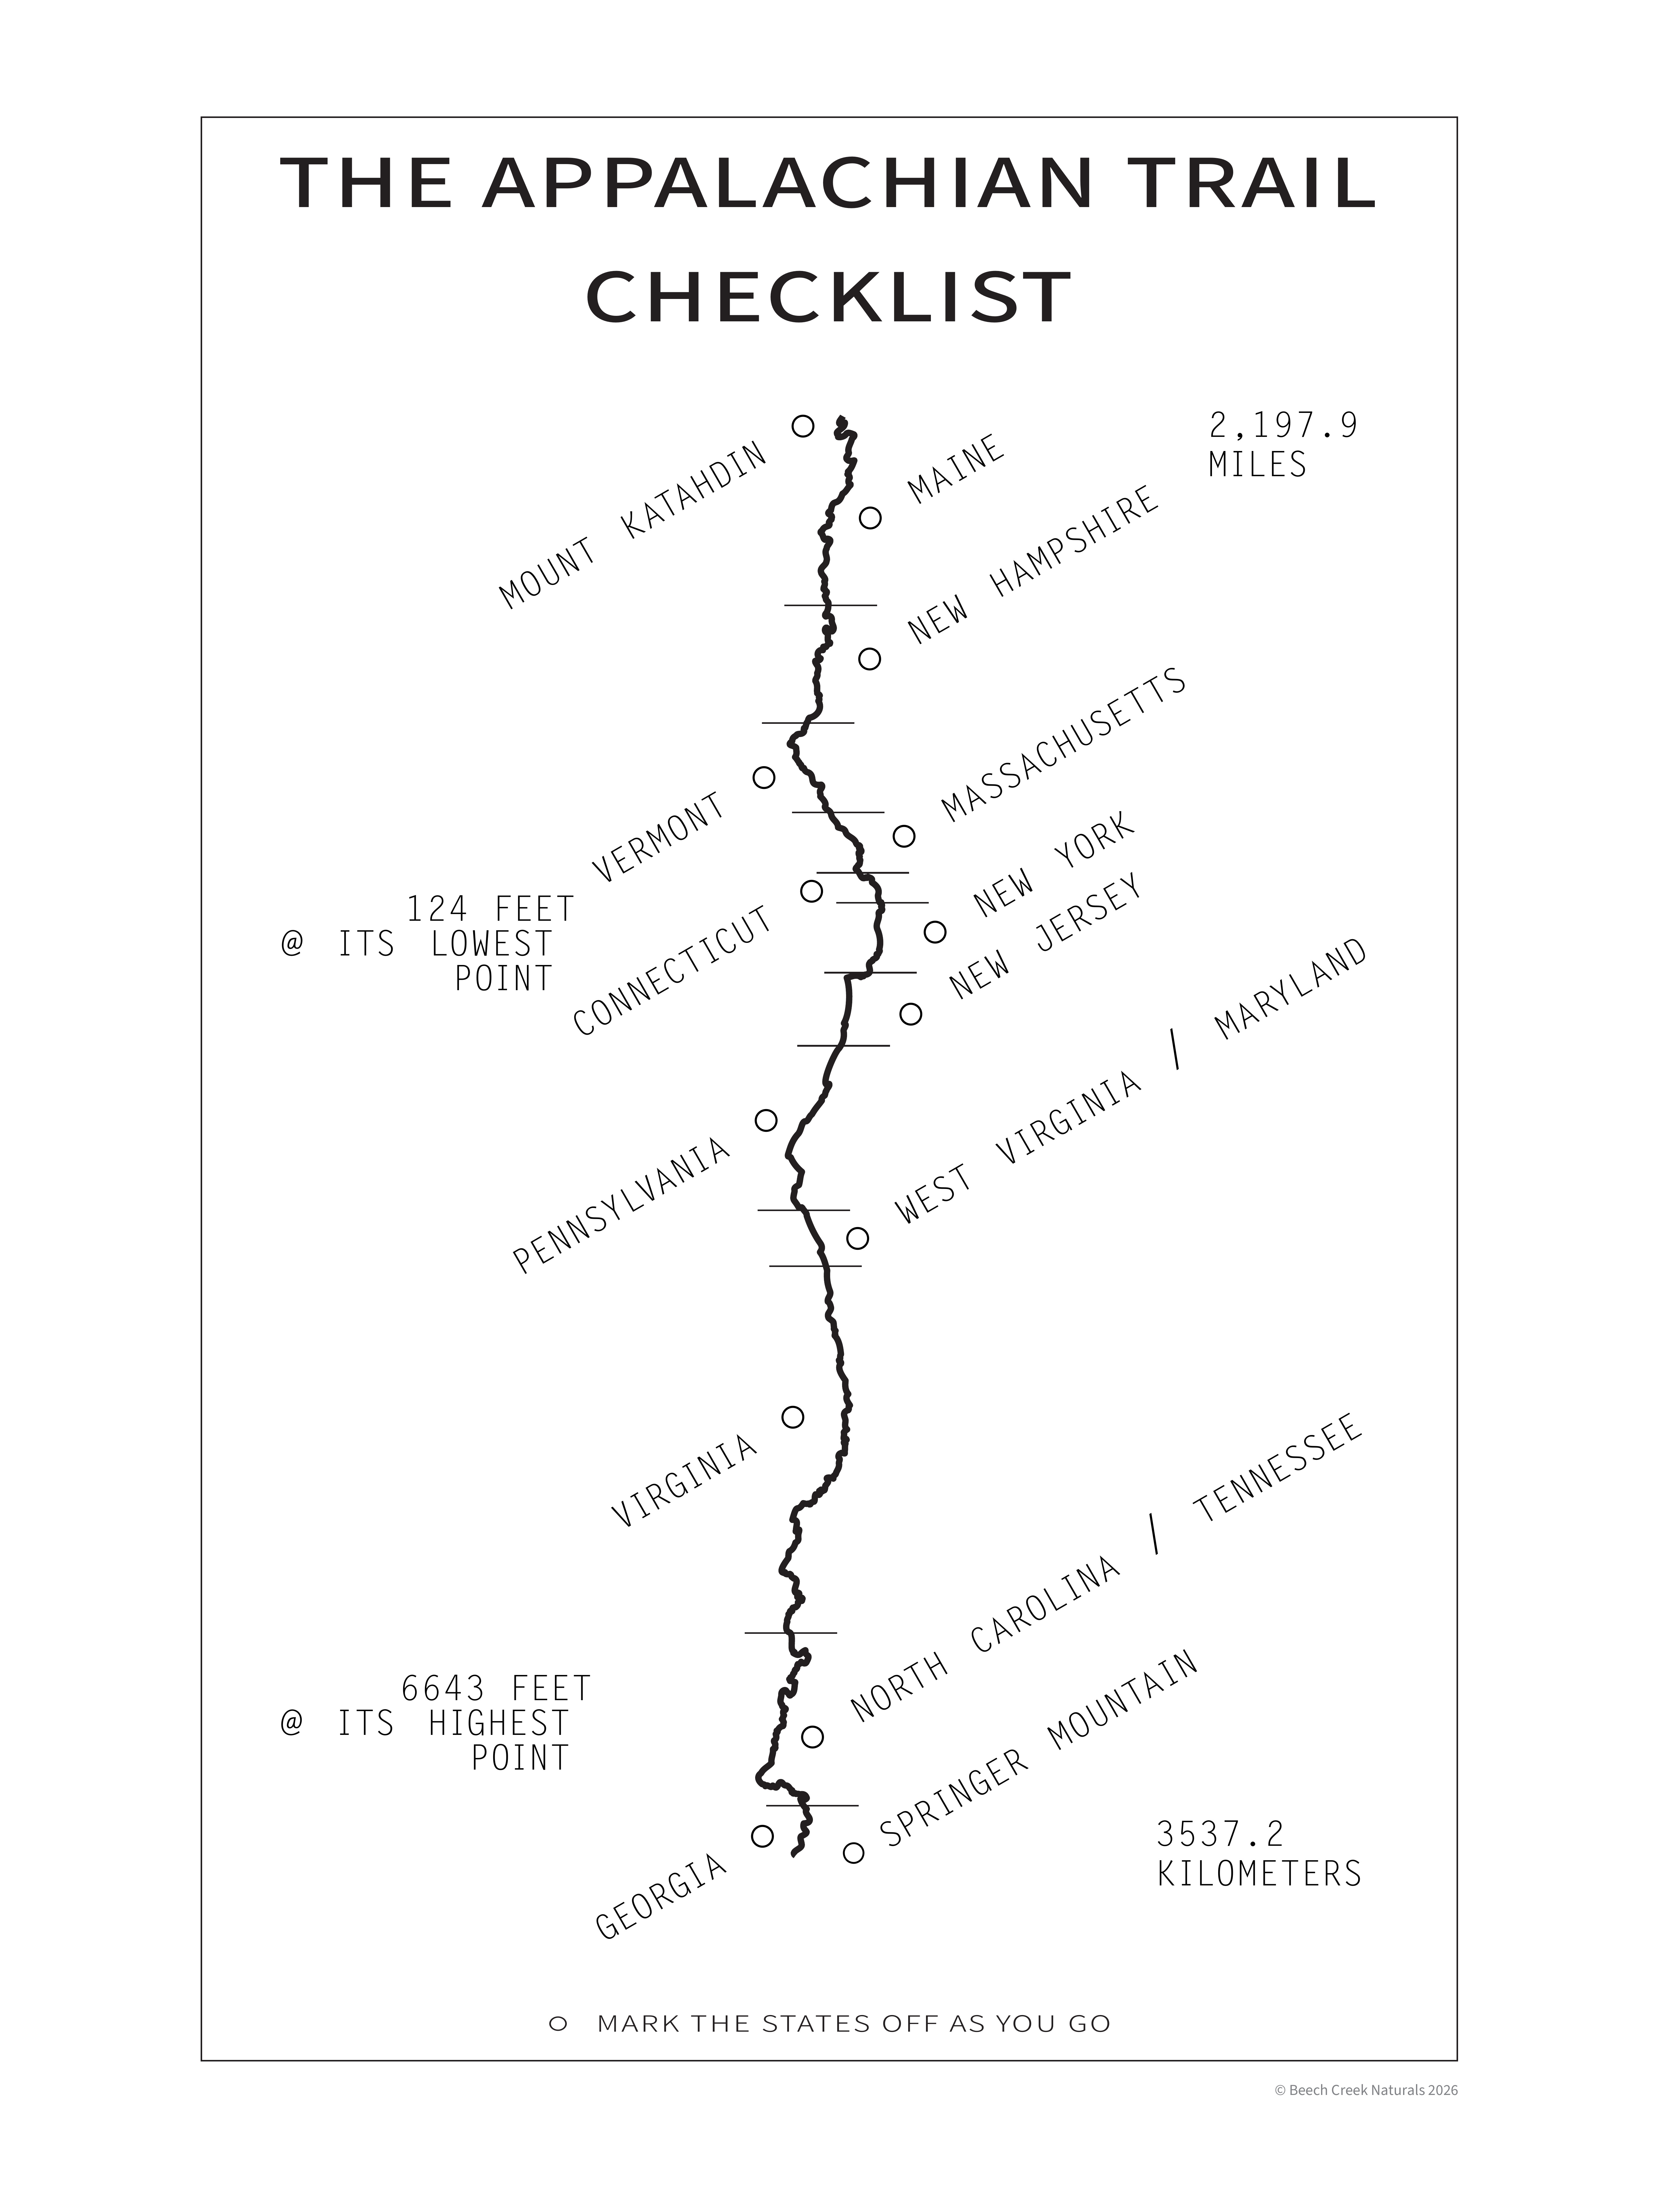 THE APPALACHIAN TRAIL
CHECKLIST
2,197.9
MILES
MOUNT KATAHDIN
MAINE
NEW HAMPSHIRE
VERMONT
MASSACHUSETTS
124 FEET
@ ITS LOWEST
POINT
CONNECTICUT
NEW YORK
NEW JERSEY
PENNSYLVANIA
WEST VIRGINIA / MARYLAND
VIRGINIA
NORTH CAROLINA / TENNESSEE
6643 FEET
@ ITS HIGHEST
POINT
SPRINGER MOUNTAIN
GEORGIA
3537.2
KILOMETERS
MARK THE STATES OFF AS YOU GO
© Beech Creek Naturals 2026